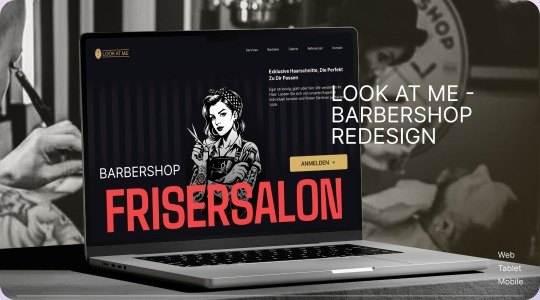 LOOK AT ME
Services
Galerie
Referenzen
Kontakt
Exklusive Haarschnitte, Die Perfekt
Zu Dir Passen
ANMELDEN
BARBERSHOP
FRISERSALON
LOOK AT ME -
BARBERSHOP
REDESIGN
Web
Tablet
Mobile